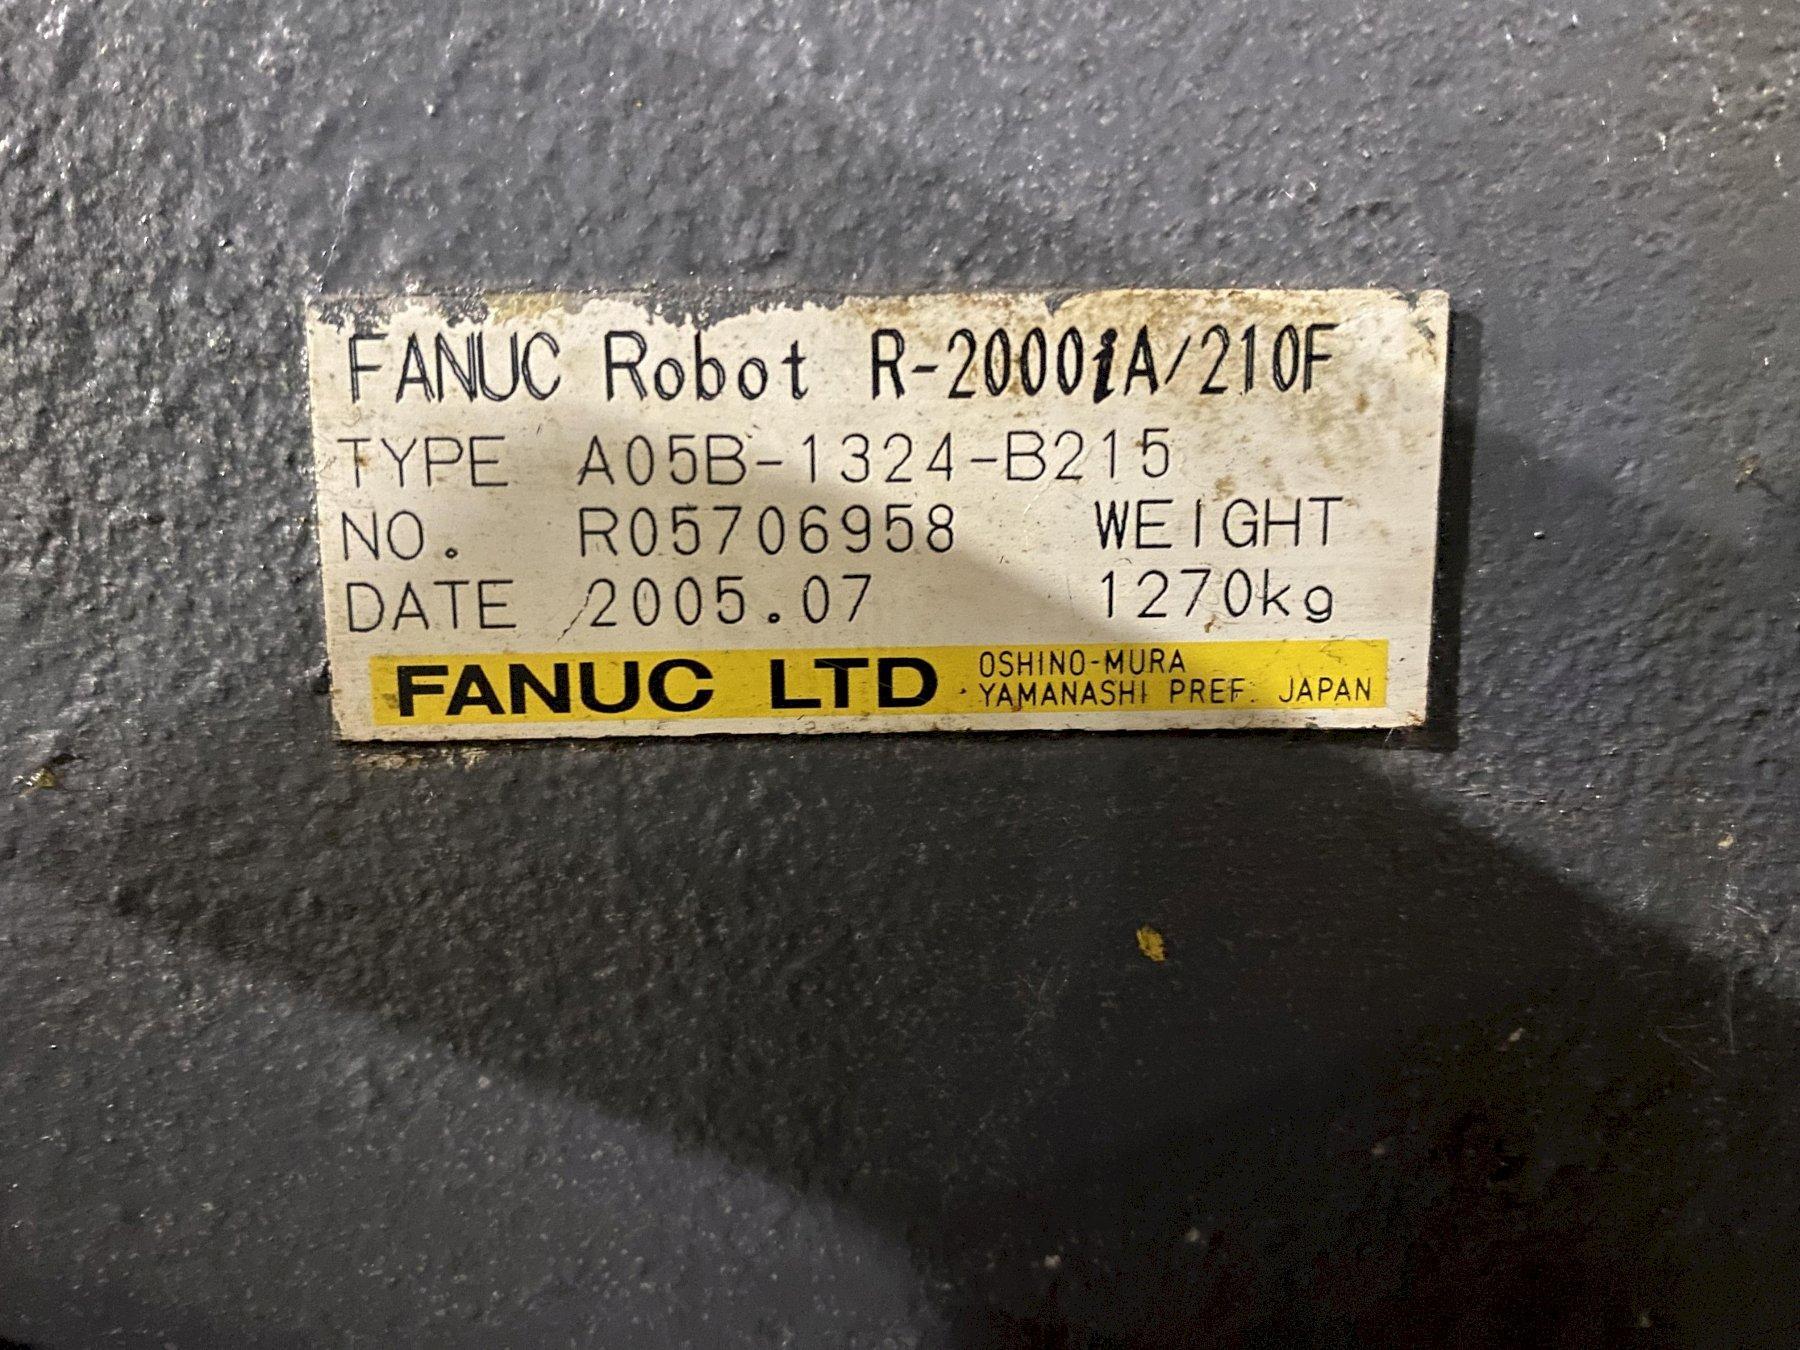 FANUC Robot R-2000iA/210F
TYPE A05B-1324-B215
NO. R05706958 WEIGHT
DATE 2005.07 1270kg
FANUC LTD OSHINO-MURA
YAMANASHI PREF. JAPAN